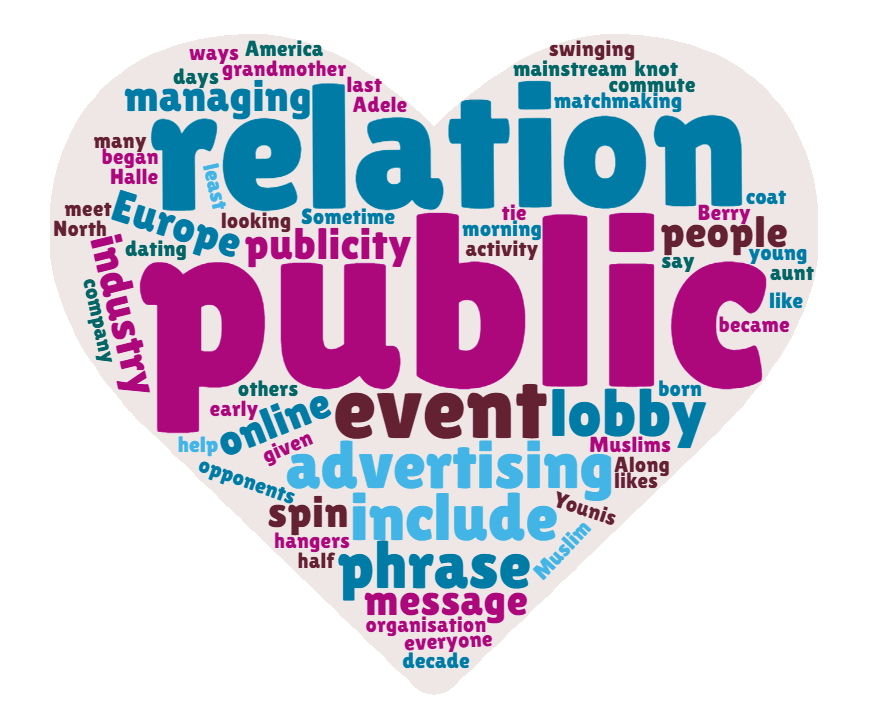 ways America
days grandmother
managing
last
Adele
swinging
mainstream knot
commute
matchmaking
relation
many
began
Halle
least
meet
North
Europe
looking
Sometime
dating
publicity
tie
morning
activity
coat
Berry
people
say
young
aunt
like
became
industry
company
public
others
early
online
event
lobby
born
help
given
opponents
advertising
Muslims
Along
likes
spin
include
Younis
hangers
half
phrase
Muslim
message
organisation
everyone
decade